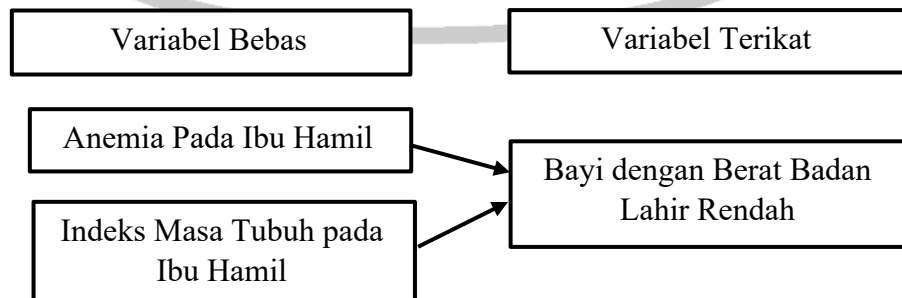 Variabel Bebas
Variabel Terikat
Anemia Pada Ibu Hamil
Bayi dengan Berat Badan
Lahir Rendah
Indeks Masa Tubuh pada
Ibu Hamil